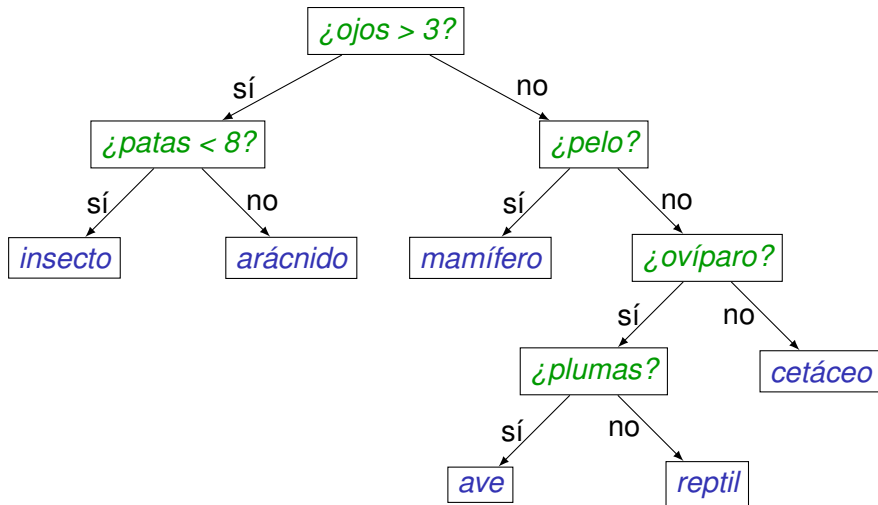 ¿ojos > 3?
sí
no
¿patas < 8?
¿pelo?
sí
no
sí
no
insecto
arácnido
mamífero
¿ovíparo?
sí
no
¿plumas?
cetáceo
sí
no
ave
reptil